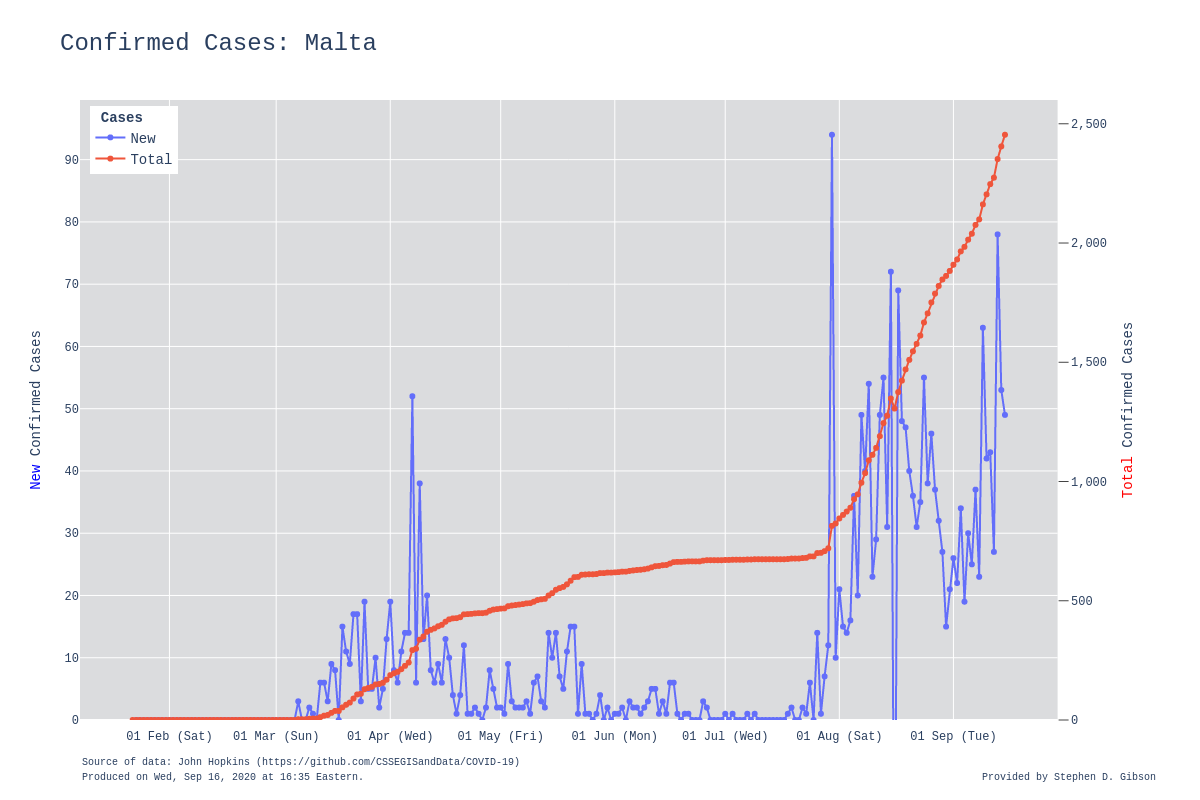 Confirmed Cases: Malta
Cases
New
Total
90
80
70
60
50
40
30
20
10
0
2,500
2,000
1,500
1,000
500
0
New Confirmed Cases
Total Confirmed Cases
01 Feb (Sat) 01 Mar (Sun) 01 Apr (Wed) 01 May (Fri) 01 Jun (Mon) 01 Jul (Wed) 01 Aug (Sat) 01 Sep (Tue)
Source of data: John Hopkins (https://github.com/CSSEGISandData/COVID-19)
Produced on Wed, Sep 16, 2020 at 16:35 Eastern.
Provided by Stephen D. Gibson